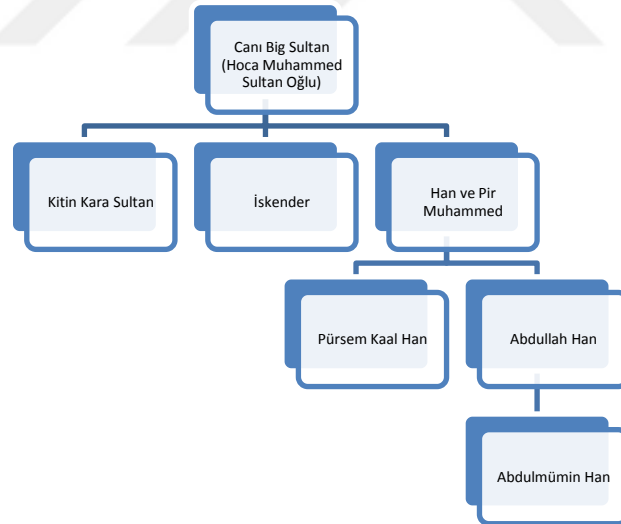 Canı Big Sultan
(Hoca Muhammed
Sultan Oğlu)
Kitin Kara Sultan
İskender
Han ve Pir
Muhammed
Pürsem Kaal Han
Abdullah Han
Abdulmümin Han